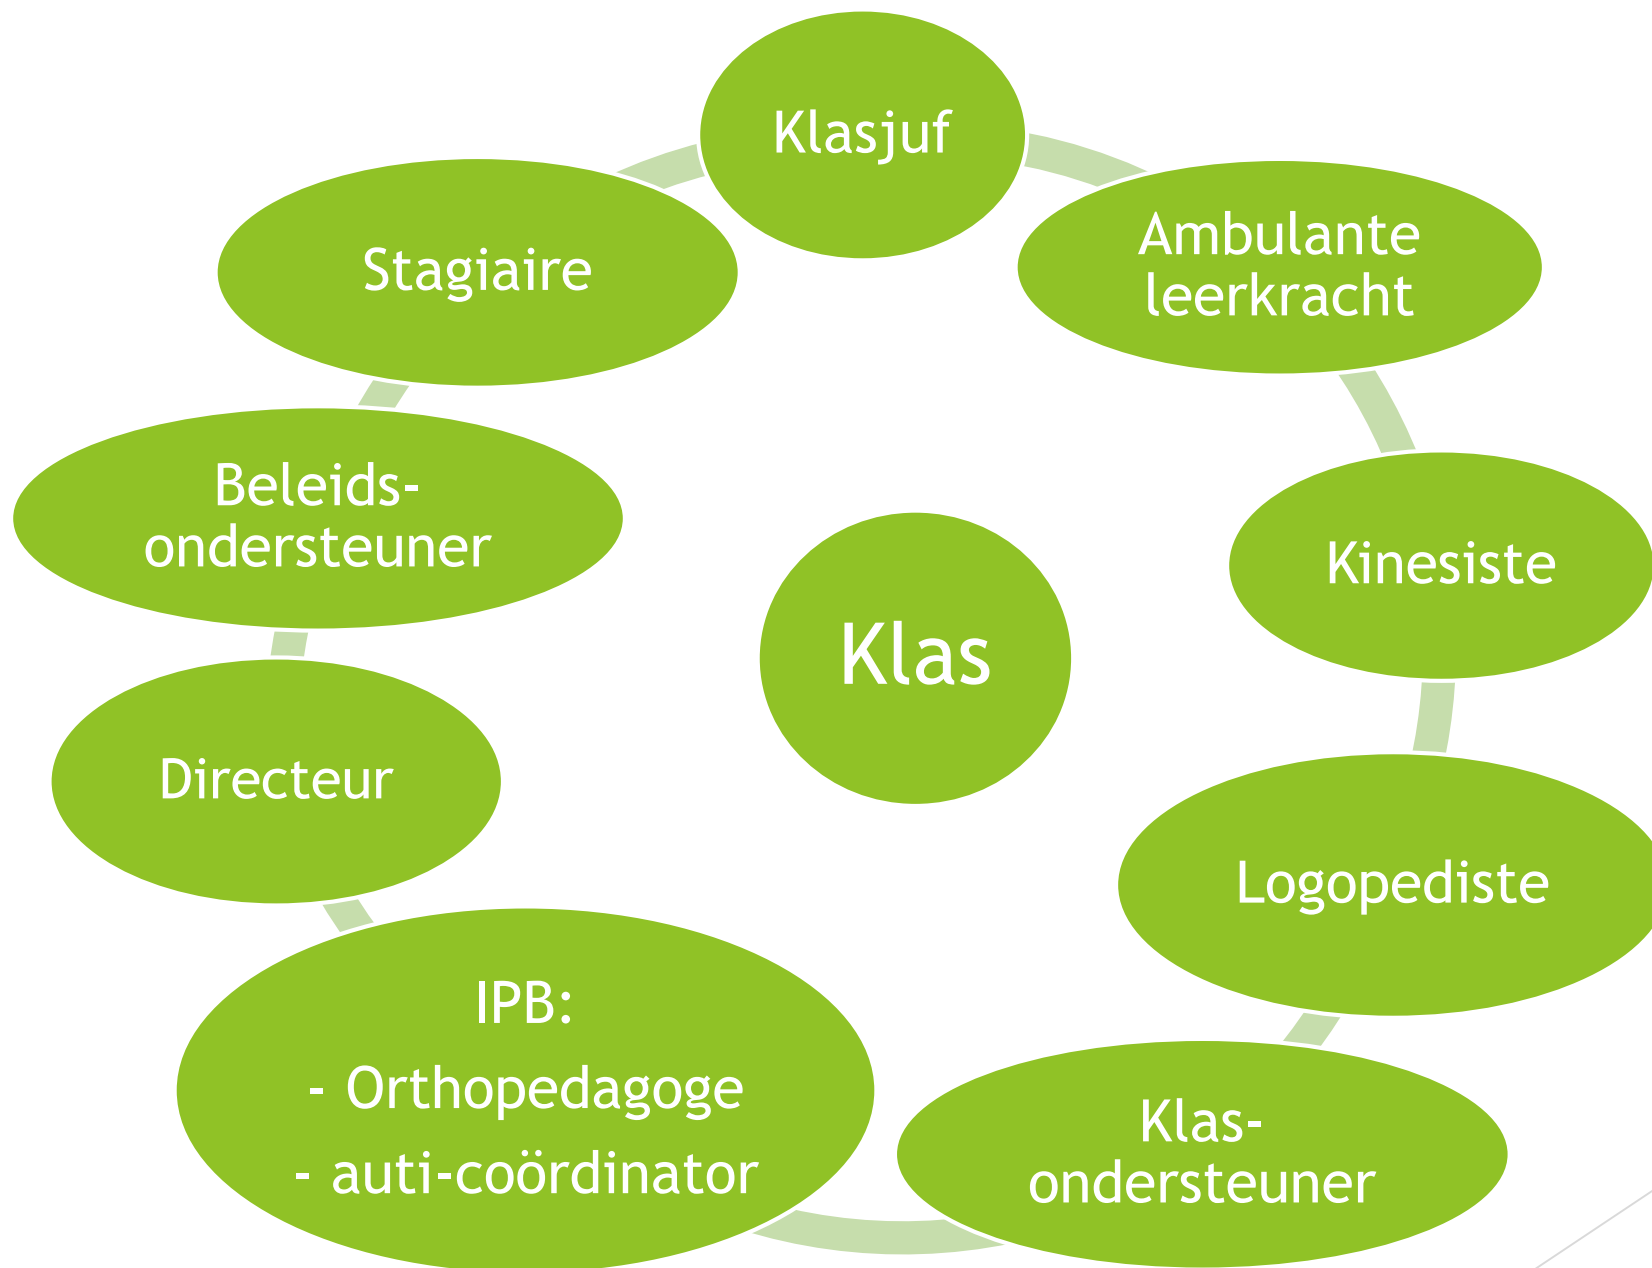 Klasjuf
Ambulante
leerkracht
Kinesiste
Logopediste
Klas-
ondersteuner
IPB:
- Orthopedagoge
- auti-coördinator
Directeur
Beleids-
ondersteuner
Stagiaire
Klas